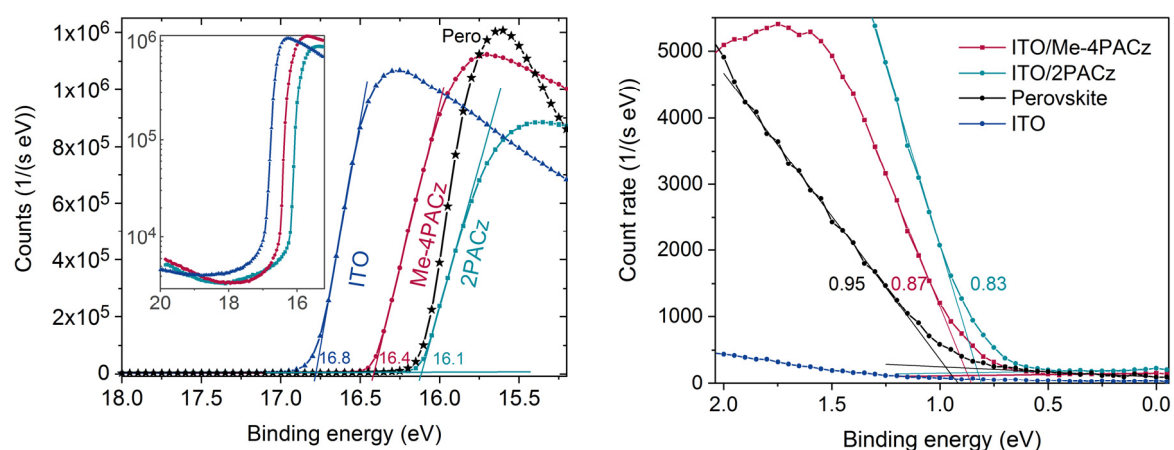 Counts (1/(s eV))
1x10⁶
1x10⁶
8x10⁵
6x10⁵
4x10⁵
2x10⁵
0
18.0 17.5 17.0 16.5 16.0 15.5
Binding energy (eV)
10⁶
10⁵
10⁴
20 18 16
Pero
ITO
Me-4PACz
2PACz
16.8
16.4
16.1
Count rate (1/(s eV))
5000
4000
3000
2000
1000
0
2.0 1.5 1.0 0.5 0.0
Binding energy (eV)
ITO/Me-4PACz
ITO/2PACz
Perovskite
ITO
0.95 0.87 0.83